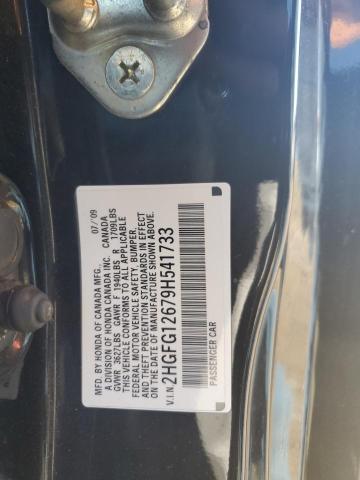 MFD. BY HONDA OF CANADA MFG., 07/'09
A DIVISION OF HONDA CANADA INC. CANADA
GVWR 3627LBS GAWR F 1940LBS R 1709LBS
THIS VEHICLE CONFORMS TO ALL APPLICABLE
FEDERAL MOTOR VEHICLE SAFETY, BUMPER,
AND THEFT PREVENTION STANDARDS IN EFFECT
ON THE DATE OF MANUFACTURE SHOWN ABOVE.
V.I.N. 2HGFG12679H541733
PASSENGER CAR